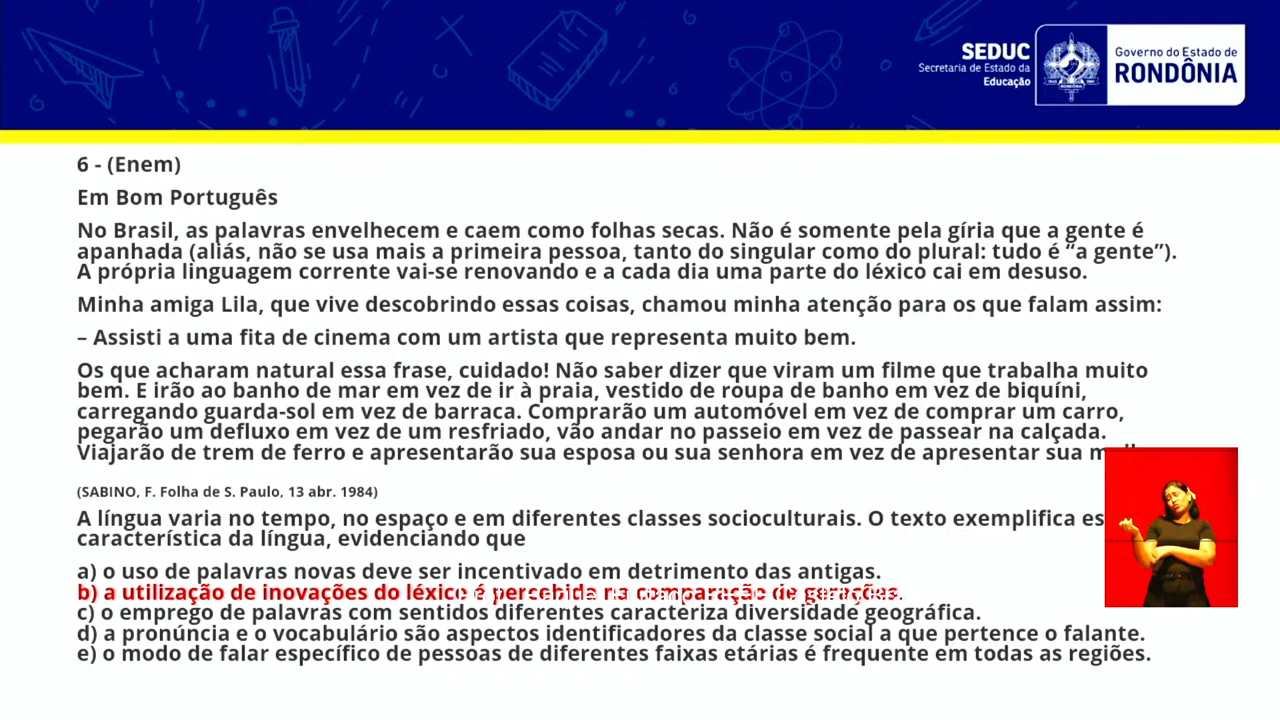 SEDUC
Secretaria de Estado da
Educação
Governo do Estado de
RONDÔNIA
6 - (Enem)
Em Bom Português
No Brasil, as palavras envelhecem e caem como folhas secas. Não é somente pela gíria que a gente é
apanhada (aliás, não se usa mais a primeira pessoa, tanto do singular como do plural: tudo é “a gente”).
A própria linguagem corrente vai-se renovando e a cada dia uma parte do léxico cai em desuso.
Minha amiga Lila, que vive descobrindo essas coisas, chamou minha atenção para os que falam assim:
– Assisti a uma fita de cinema com um artista que representa muito bem.
Os que acharam natural essa frase, cuidado! Não saber dizer que viram um filme que trabalha muito
bem. E irão ao banho de mar em vez de ir à praia, vestido de roupa de banho em vez de biquíni,
carregando guarda-sol em vez de barraca. Comprarão um automóvel em vez de comprar um carro,
pegarão um defluxo em vez de um resfriado, vão andar no passeio em vez de passear na calçada.
Viajarão de trem de ferro e apresentarão sua esposa ou sua senhora em vez de apresentar sua
(SABINO, F. Folha de S. Paulo, 13 abr. 1984)
A língua varia no tempo, no espaço e em diferentes classes socioculturais. O texto exemplifica
característica da língua, evidenciando que
a) o uso de palavras novas deve ser incentivado em detrimento das antigas.
b) a utilização de inovações do léxico é percebida na comparação de gerações.
c) o emprego de palavras com sentidos diferentes caracteriza diversidade geográfica.
d) a pronúncia e o vocabulário são aspectos identificadores da classe social a que pertence o falante.
e) o modo de falar específico de pessoas de diferentes faixas etárias é frequente em todas as regiões.